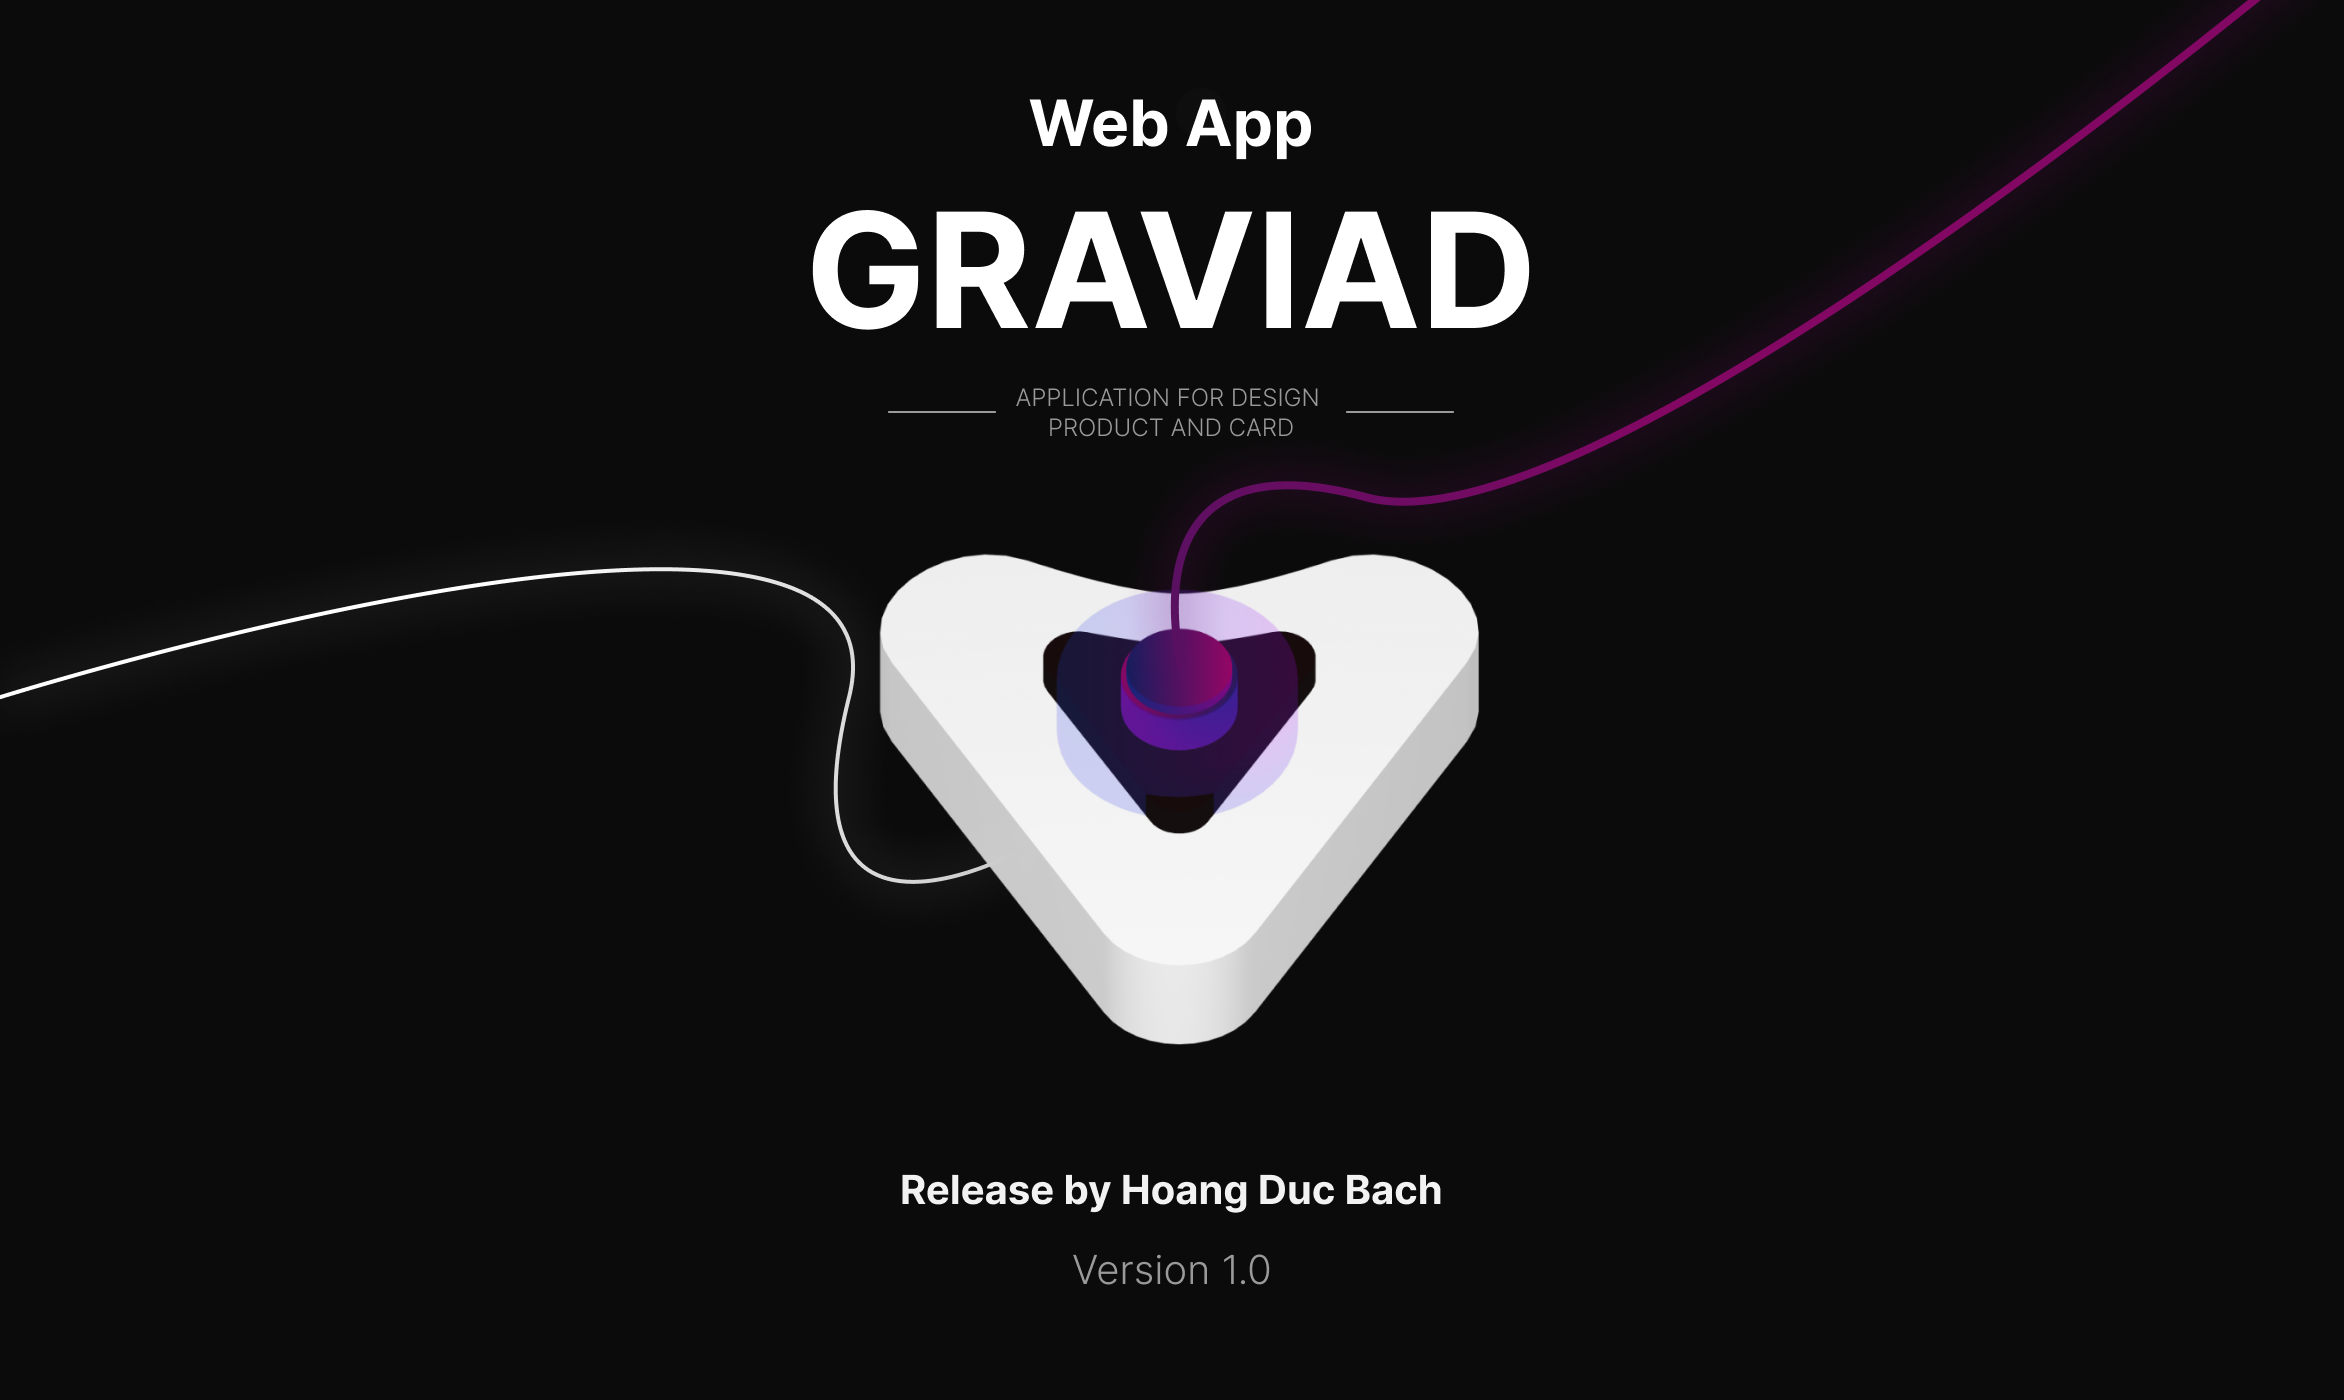 Web App
GRAVIAD
APPLICATION FOR DESIGN
PRODUCT AND CARD
Release by Hoang Duc Bach
Version 1.0